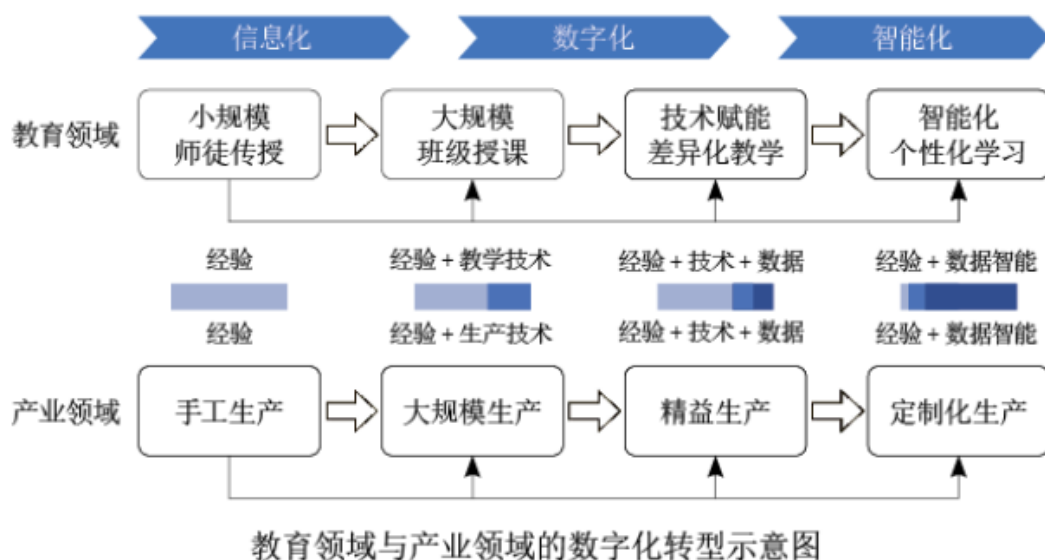 信息化 数字化 智能化
教育领域
小规模
师徒传授
大规模
班级授课
技术赋能
差异化教学
智能化
个性化学习
经验 经验+教学技术 经验+技术+数据 经验+数据智能
经验 经验+生产技术 经验+技术+数据 经验+数据智能
产业领域 手工生产 大规模生产 精益生产 定制化生产
教育领域与产业领域的数字化转型示意图